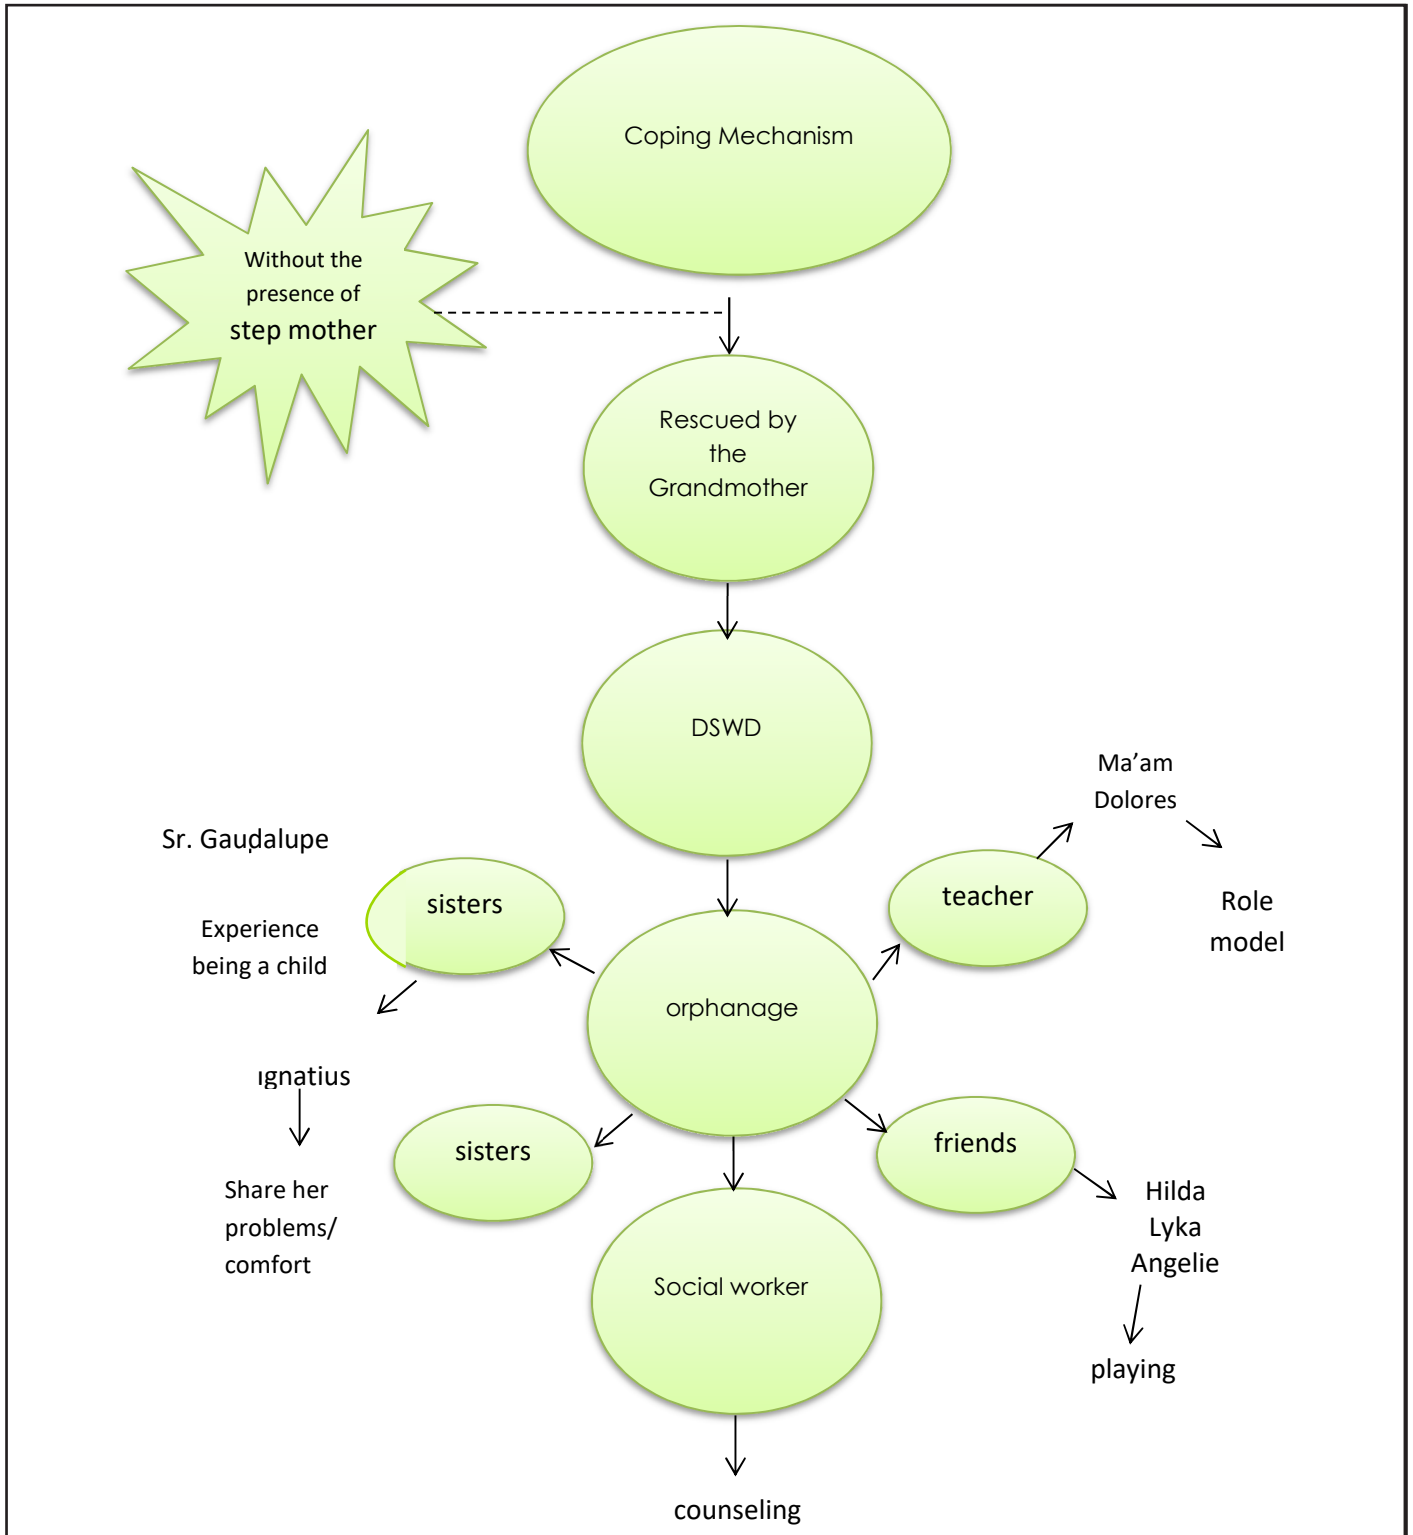 Coping Mechanism
Without the
presence of
step mother
Rescued by
the
Grandmother
DSWD
Ma’am
Dolores
Sr. Gaudalupe
sisters
teacher
Role
model
Experience
being a child
orphanage
ignatius
sisters
friends
Share her
problems/
comfort
Hilda
Lyka
Angelie
Social worker
playing
counseling